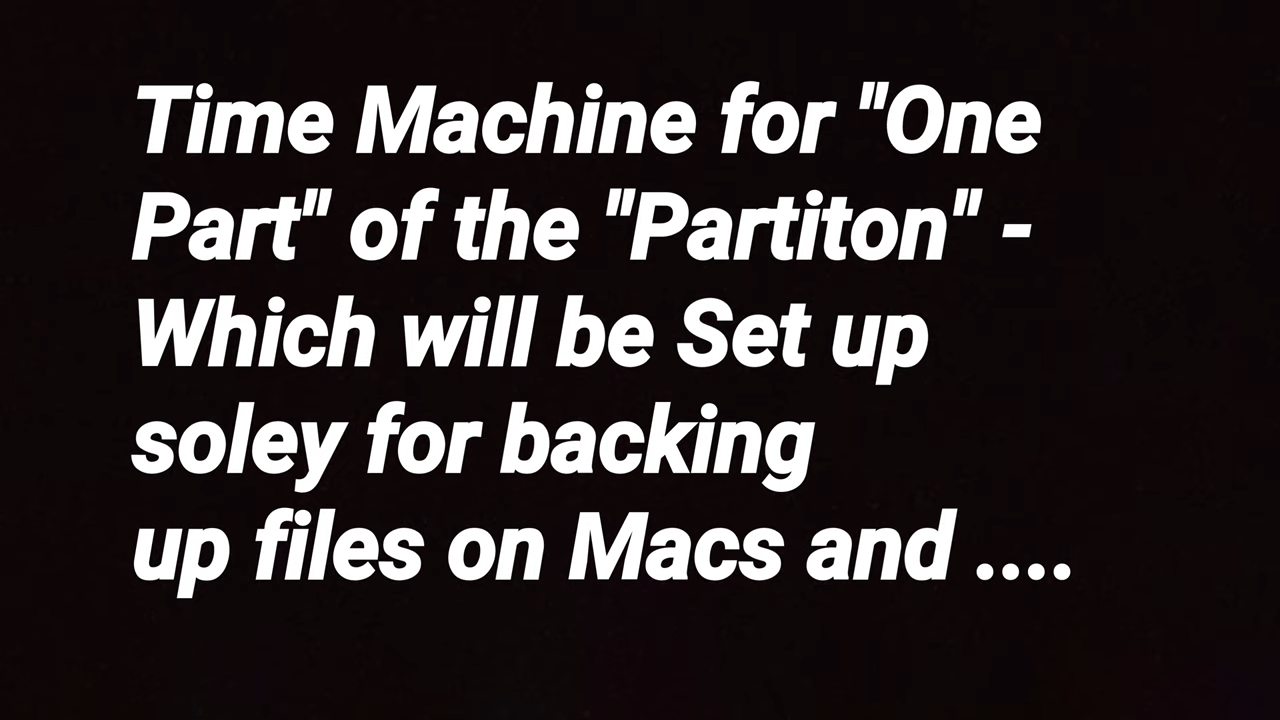 Time Machine for "One
Part" of the "Partiton" -
Which will be Set up
soley for backing
up files on Macs and ....